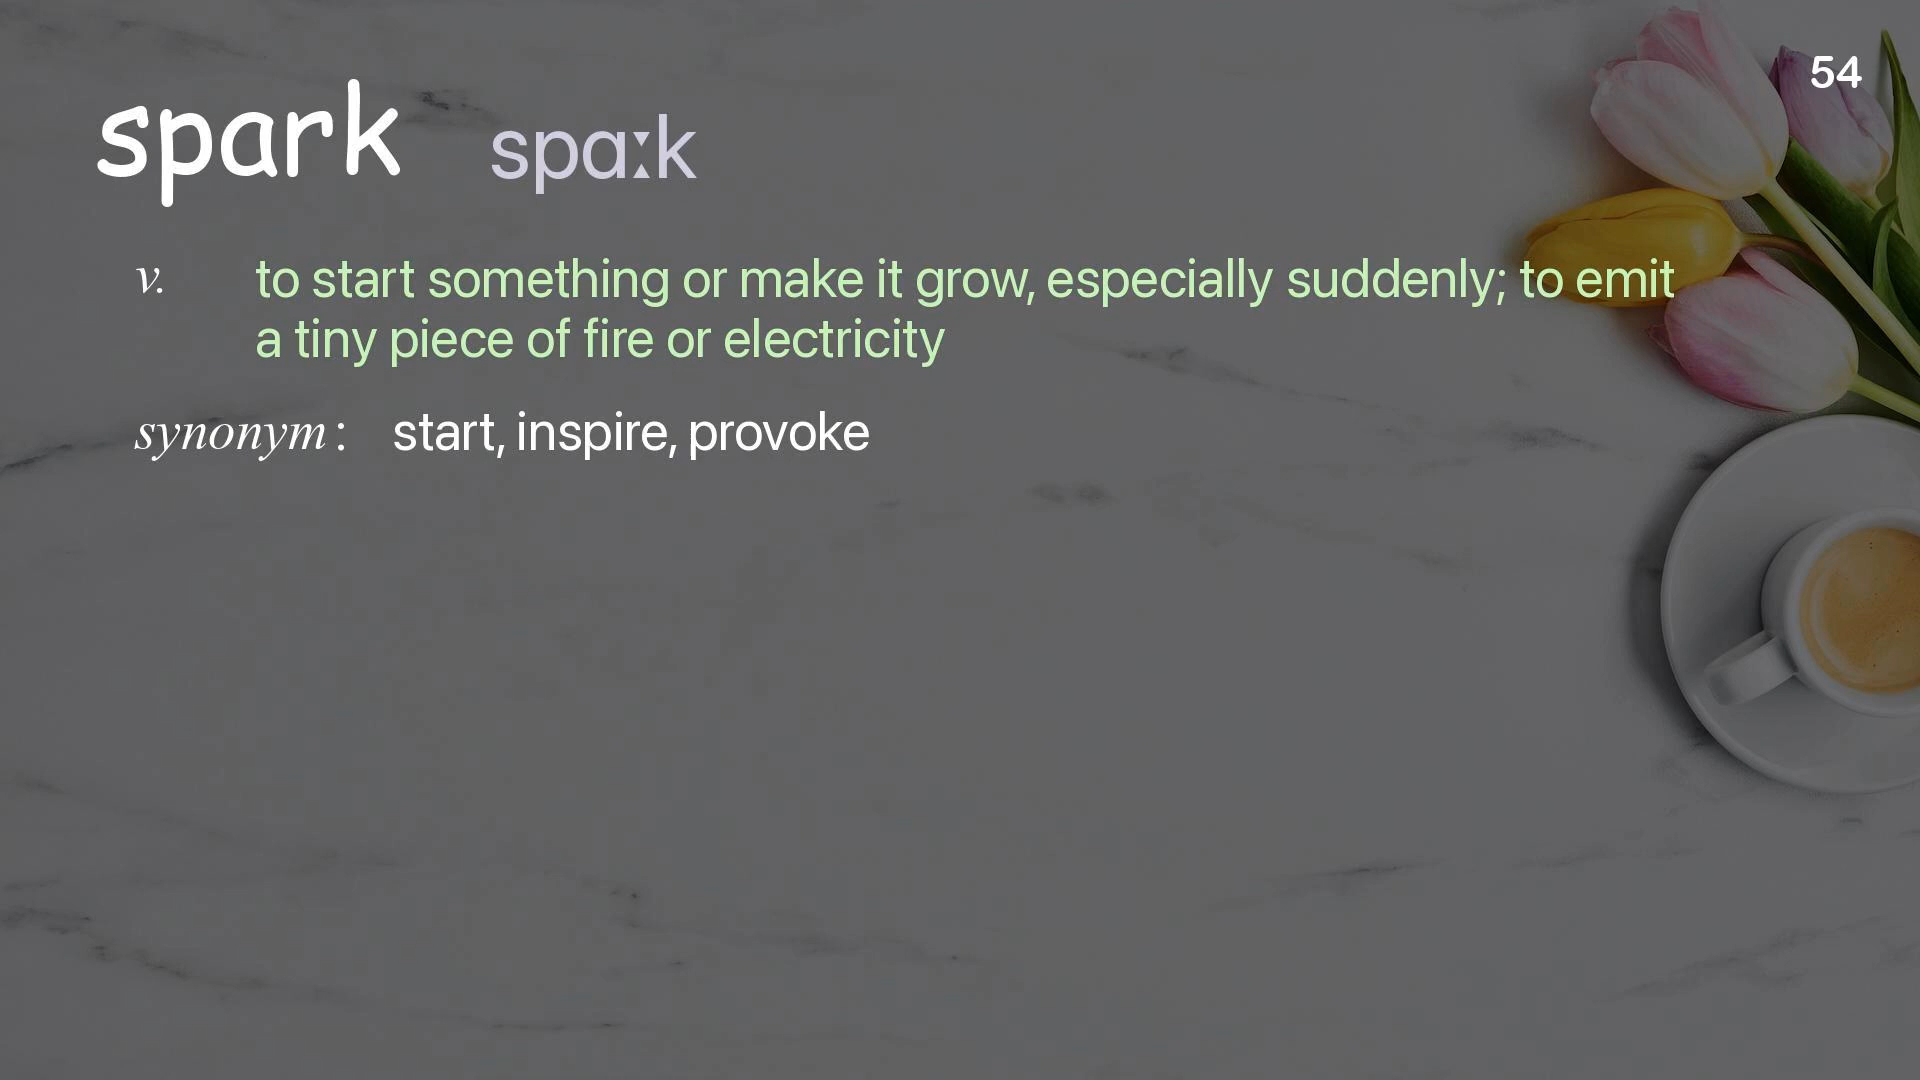 54
spark spɑːk
v. to start something or make it grow, especially suddenly; to emit
a tiny piece of fire or electricity
synonym: start, inspire, provoke